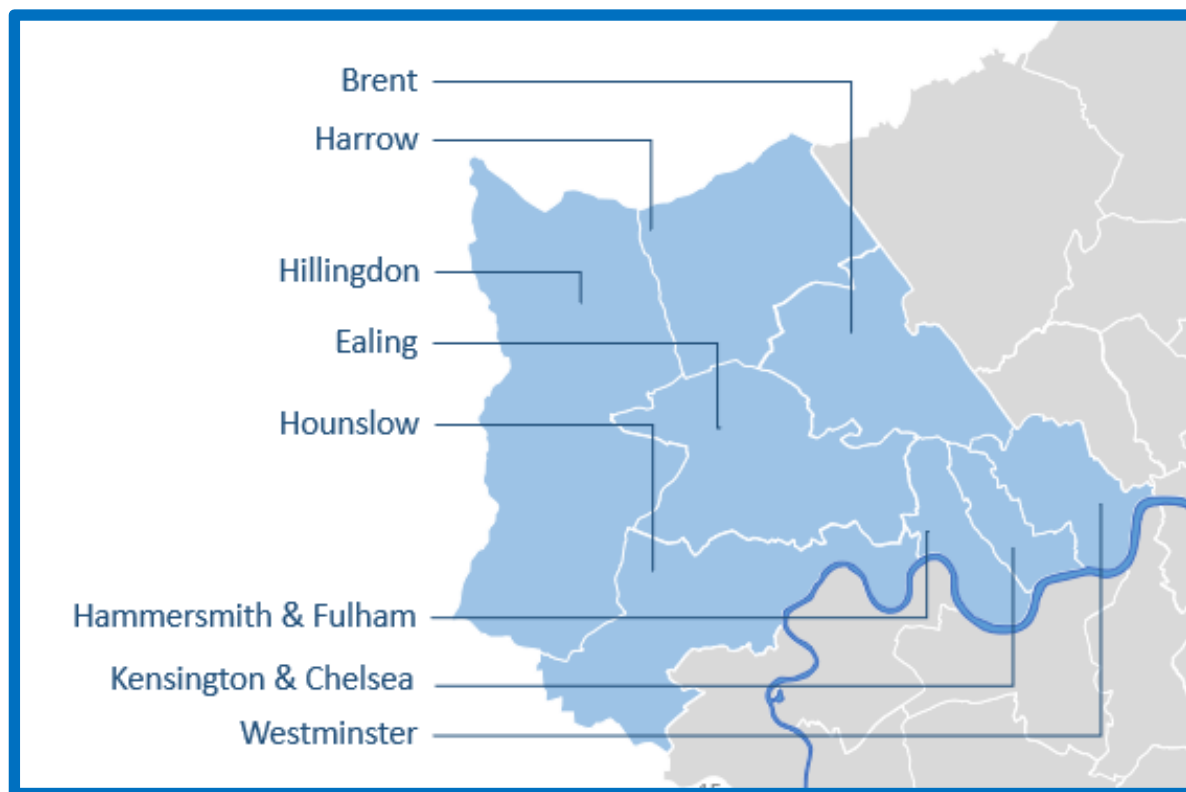 Brent
Harrow
Hillingdon
Ealing
Hounslow
Hammersmith & Fulham
Kensington & Chelsea
Westminster